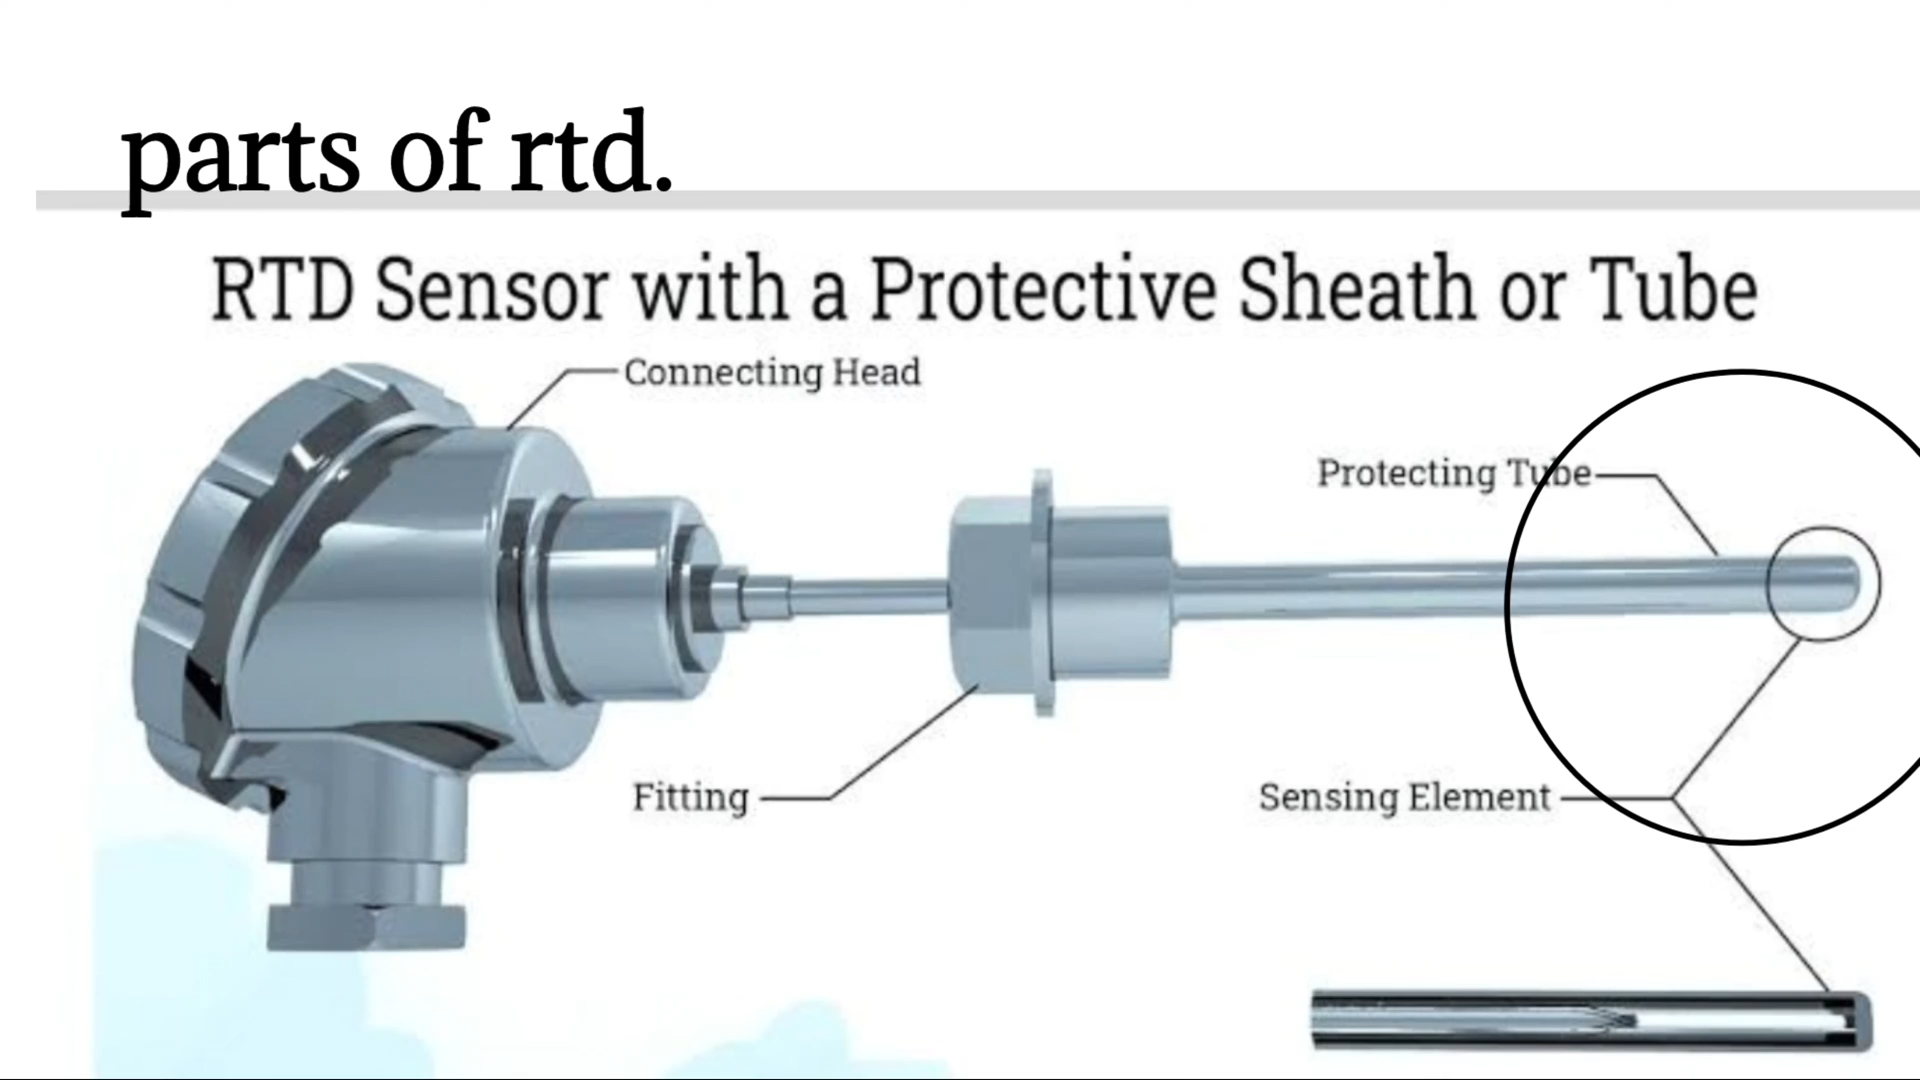 parts of rtd.
RTD Sensor with a Protective Sheath or Tube
Connecting Head
Protecting Tube
Fitting
Sensing Element